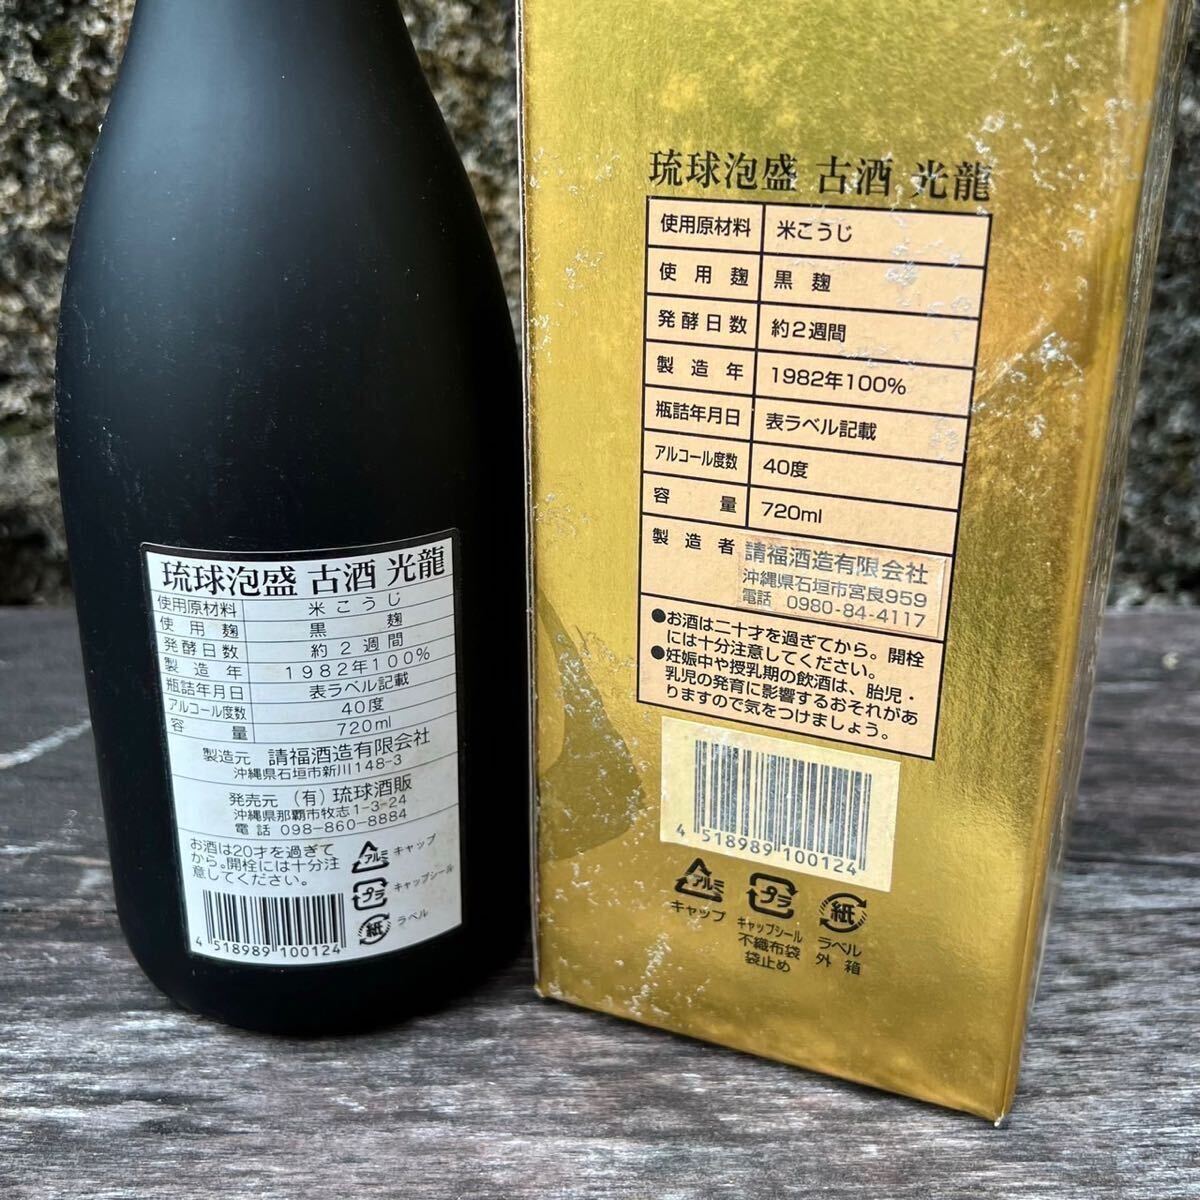 琉球泡盛 古酒 光龍
使用原材料 米こうじ
使用麹 黒麹
発酵日数 約2週間
製造年 1982年100%
瓶詰年月日 表ラベル記載
アルコール度数 40度
容量 720ml
製造元 請福酒造有限会社
沖縄県石垣市新川148-3
発売元 (有)琉球酒販
沖縄県那覇市牧志1-3-24
電話 098-860-8884
お酒は20才を過ぎて
から。開栓には十分注
意してください。
アルミ キャップ
プラ キャップシール
紙 ラベル
4 518989 100124
琉球泡盛 古酒 光龍
使用原材料 米こうじ
使用麹 黒麹
発酵日数 約2週間
製造年 1982年100%
瓶詰年月日 表ラベル記載
アルコール度数 40度
容量 720ml
製造者 請福酒造有限会社
沖縄県石垣市宮良959
電話 0980-84-4117
●お酒は二十才を過ぎてから。開栓
には十分注意してください。
●妊娠中や授乳期の飲酒は、胎児・
乳児の発育に影響するおそれがあ
りますので気をつけましょう。
4 518989 100124
アルミ プラ 紙
キャップ キャップシール ラベル
不織布袋 外箱
袋止め